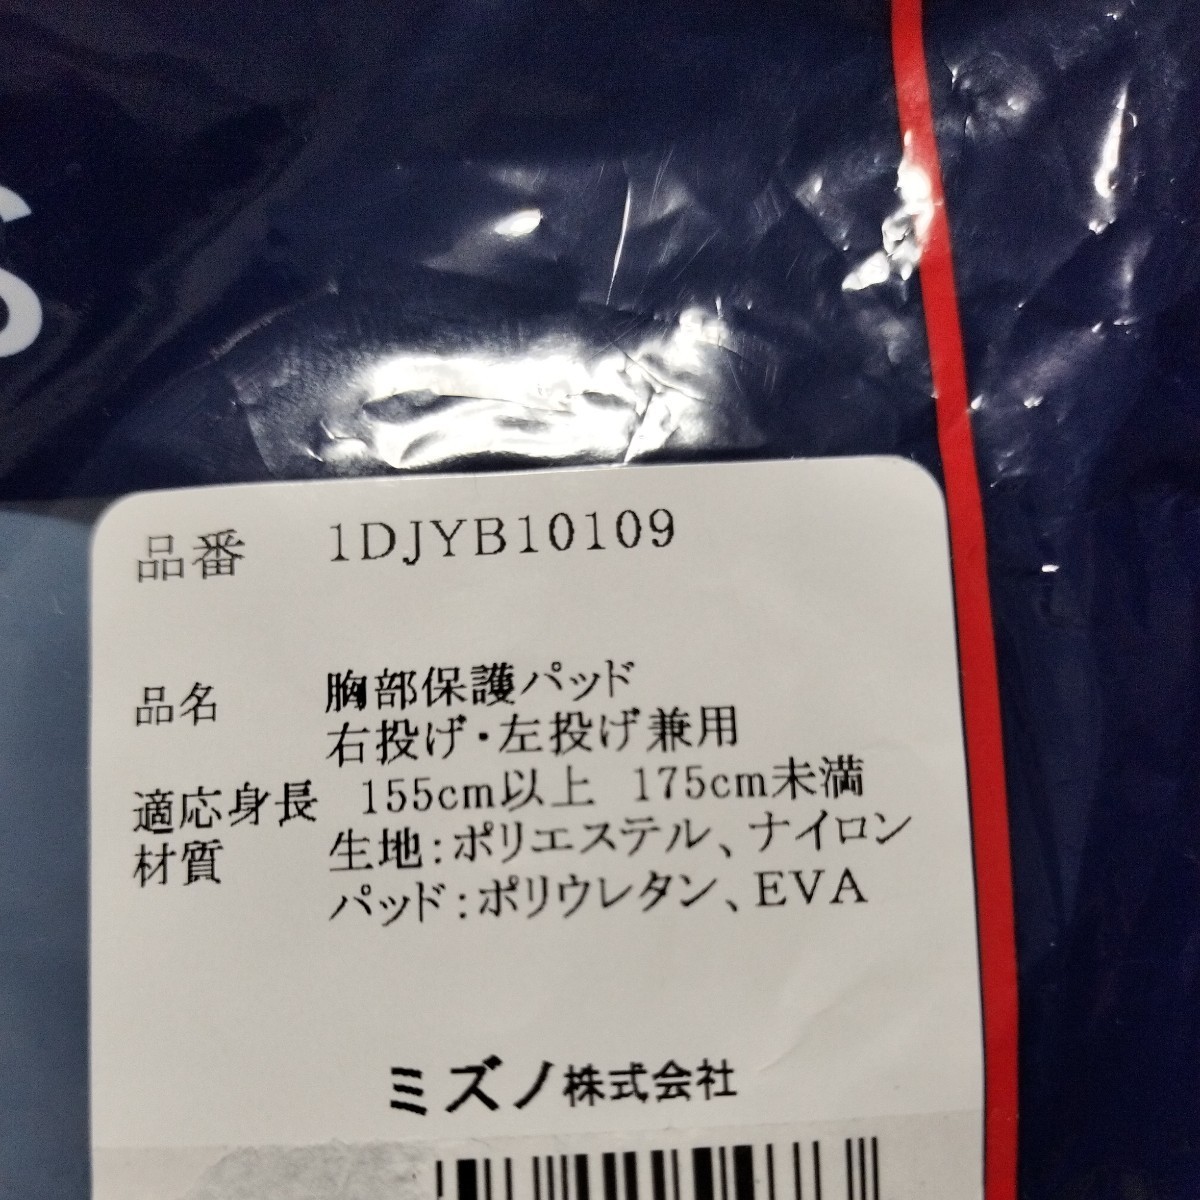 S
品番 1DJYB10109
品名 胸部保護パッド
右投げ・左投げ兼用
適応身長 155cm以上 175cm未満
材質 生地：ポリエステル、ナイロン
パッド：ポリウレタン、EVA
ミズノ株式会社